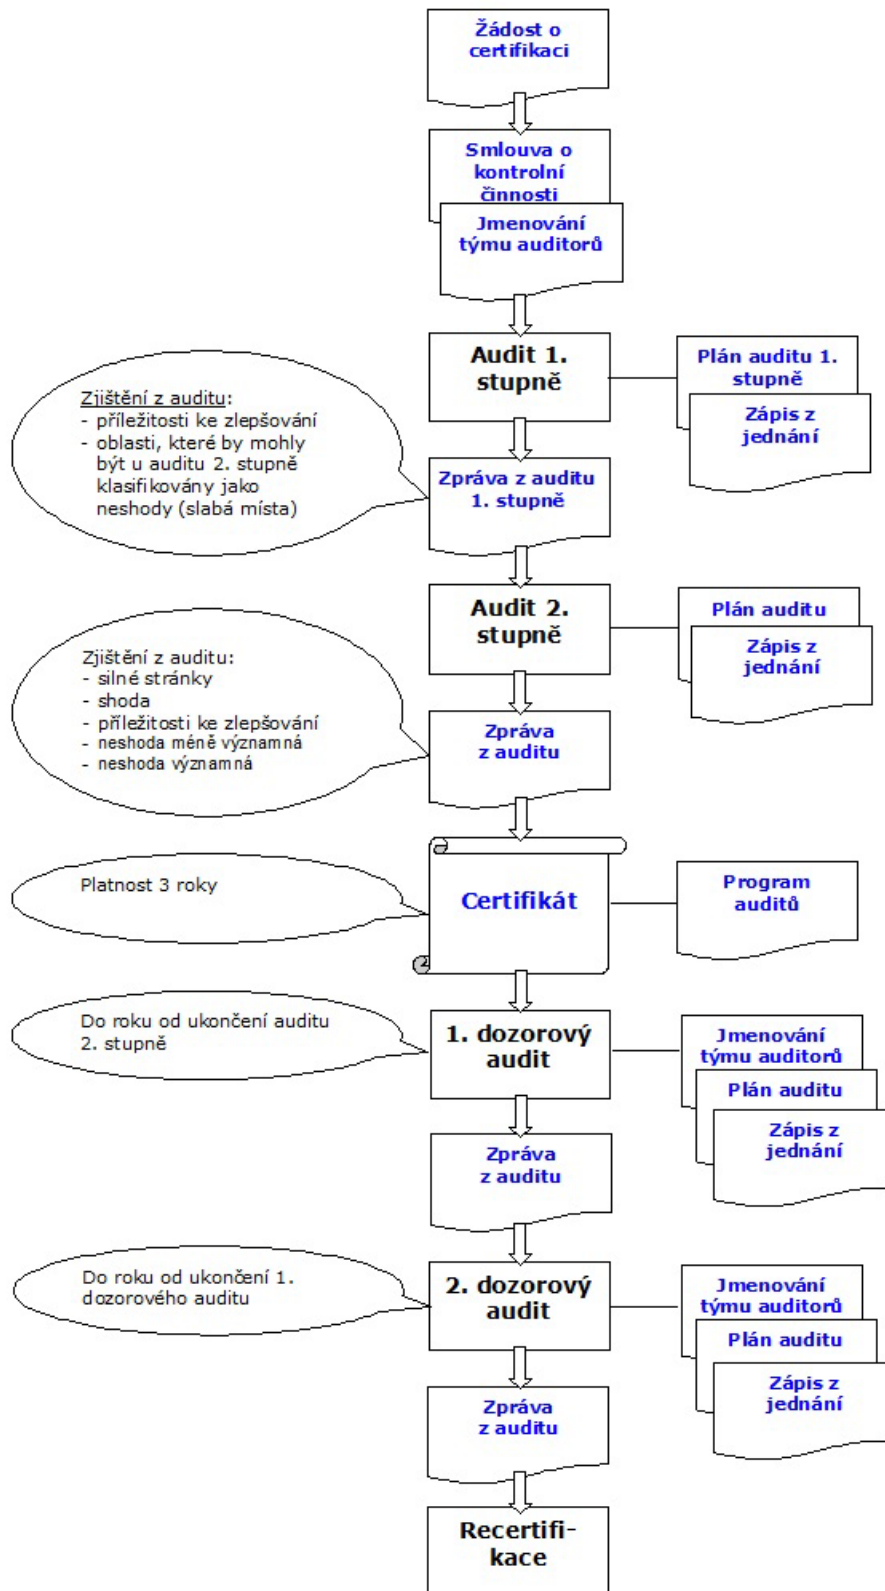 Žádost o
certifikaci
Smlouva o
kontrolní
činnosti
Jmenování
týmu auditorů
Audit 1.
stupně
Plán auditu 1.
stupně
Zápis z
jednání
Zjištění z auditu:
- příležitosti ke zlepšování
- oblasti, které by mohly
být u auditu 2. stupně
klasifikovány jako
neshody (slabá místa)
Zpráva z auditu
1. stupně
Audit 2.
stupně
Plán auditu
Zápis z
jednání
Zjištění z auditu:
- silné stránky
- shoda
- příležitosti ke zlepšování
- neshoda méně významná
- neshoda významná
Zpráva
z auditu
Platnost 3 roky
Certifikát
Program
auditů
Do roku od ukončení auditu
2. stupně
1. dozorový
audit
Jmenování
týmu auditorů
Plán auditu
Zápis z
jednání
Zpráva
z auditu
Do roku od ukončení 1.
dozorového auditu
2. dozorový
audit
Jmenování
týmu auditorů
Plán auditu
Zápis z
jednání
Zpráva
z auditu
Recertifi-
kace